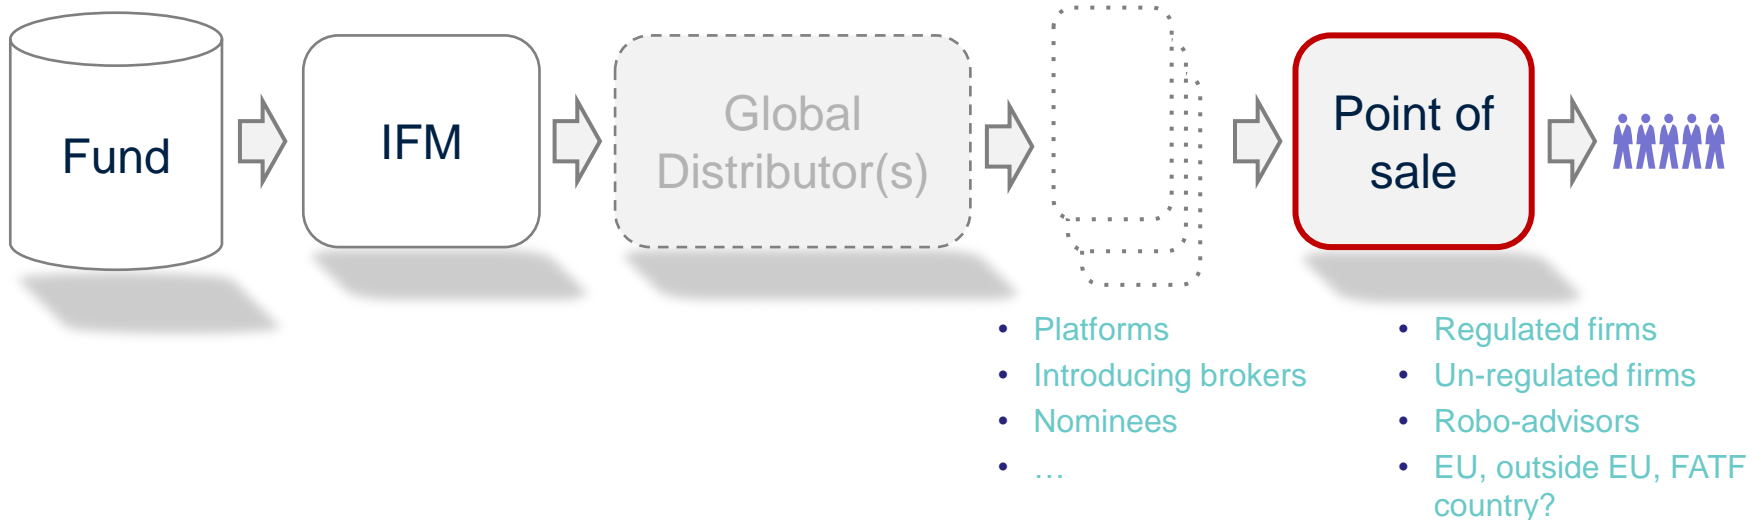 Fund
IFM
Global
Distributor(s)
Point of
sale
• Platforms
• Introducing brokers
• Nominees
• …
• Regulated firms
• Un-regulated firms
• Robo-advisors
• EU, outside EU, FATF
country?